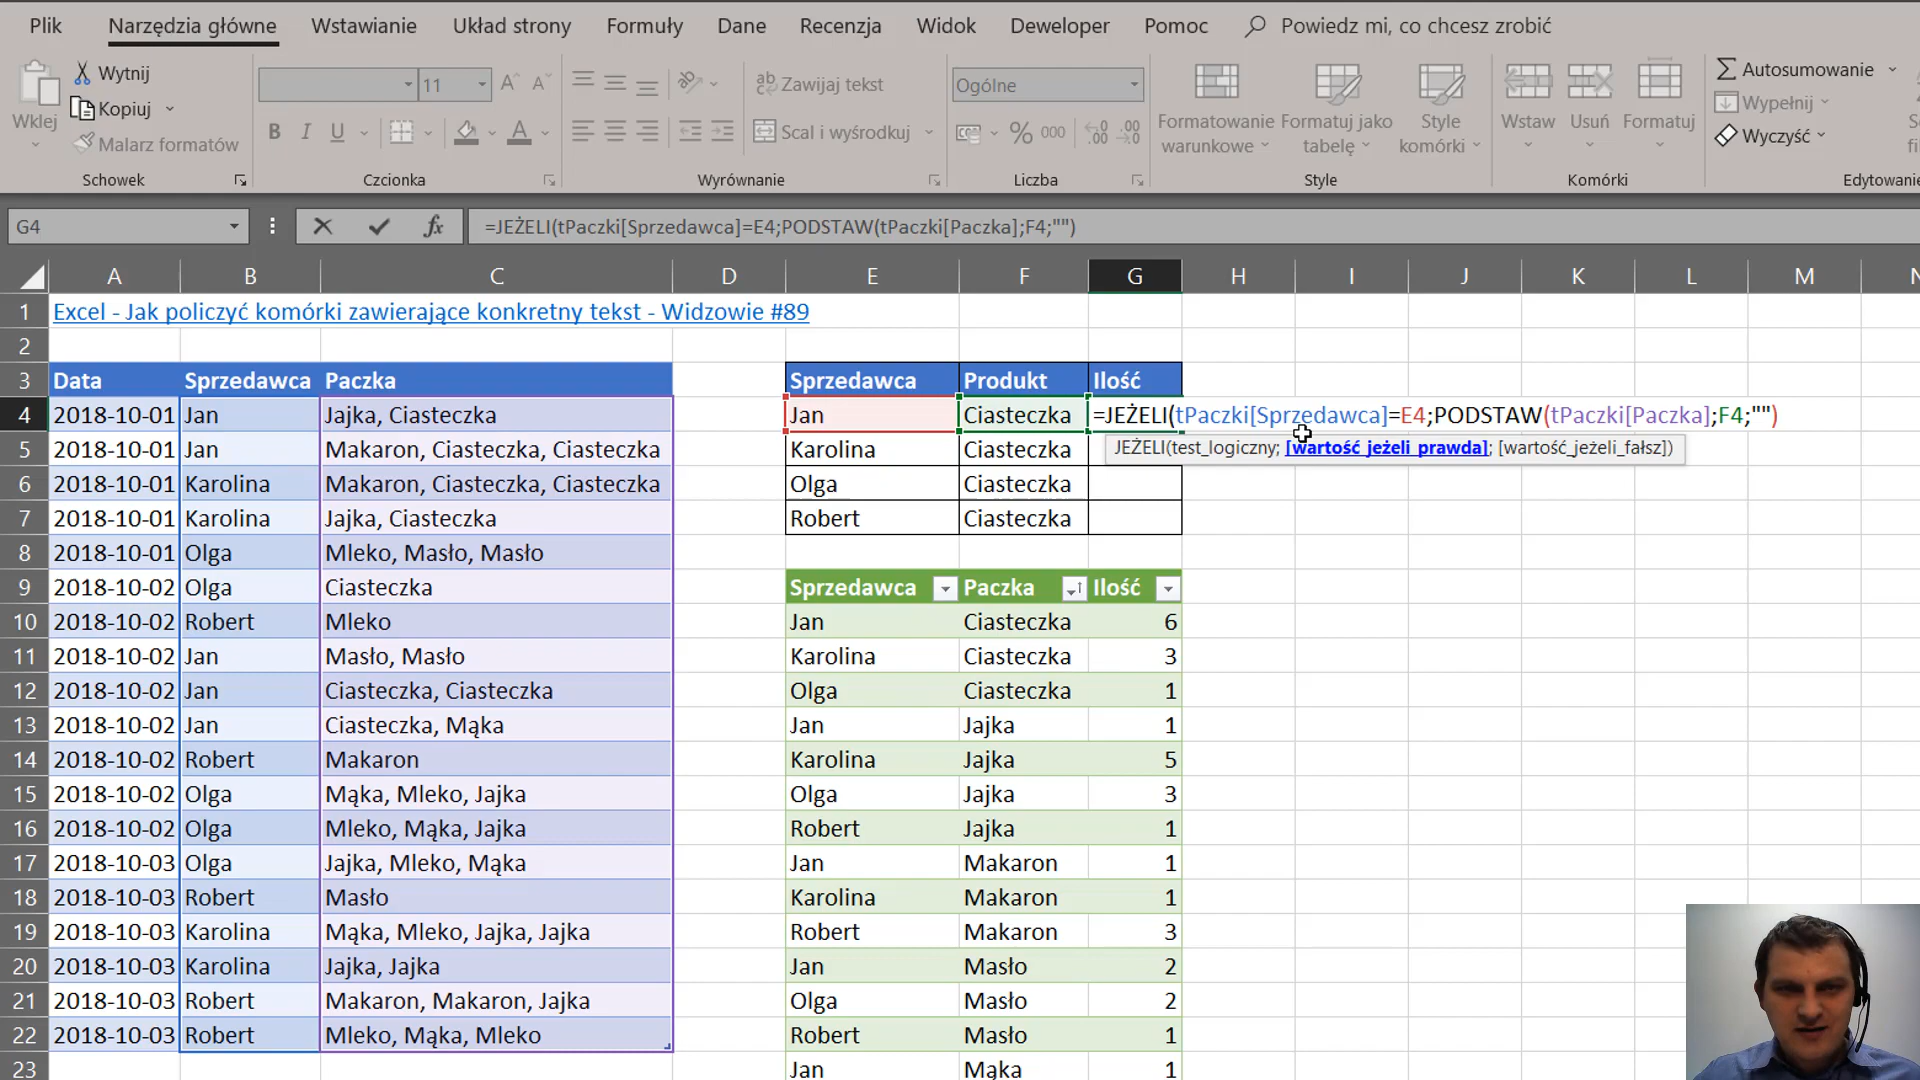 Plik Narzędzia główne Wstawianie Układ strony Formuły Dane Recenzja Widok Deweloper Pomoc Powiedz mi, co chcesz zrobić
Wklej Wytnij Kopiuj Malarz formatów
Schowek
11
B I U A
Czcionka
Zawijaj tekst
Scal i wyśrodkuj
Wyrównanie
Ogólne
% 000
Liczba
Formatowanie warunkowe Formatuj jako tabelę Style komórki
Style
Wstaw Usuń Formatuj
Komórki
Autosumowanie
Wypełnij
Wyczyść
Edytowanie
G4 fx =JEŻELI(tPaczki[Sprzedawca]=E4;PODSTAW(tPaczki[Paczka];F4;"")
A B C D E F G H I J K L M N
1 Excel - Jak policzyć komórki zawierające konkretny tekst - Widzowie #89
2
3 Data Sprzedawca Paczka Sprzedawca Produkt Ilość
4 2018-10-01 Jan Jajka, Ciasteczka Jan Ciasteczka =JEŻELI(tPaczki[Sprzedawca]=E4;PODSTAW(tPaczki[Paczka];F4;"")
JEŻELI(test_logiczny; [wartość_jeżeli_prawda]; [wartość_jeżeli_fałsz])
5 2018-10-01 Jan Makaron, Ciasteczka, Ciasteczka Karolina Ciasteczka
6 2018-10-01 Karolina Makaron, Ciasteczka, Ciasteczka Olga Ciasteczka
7 2018-10-01 Karolina Jajka, Ciasteczka Robert Ciasteczka
8 2018-10-01 Olga Mleko, Masło, Masło
9 2018-10-02 Olga Ciasteczka Sprzedawca Paczka Ilość
10 2018-10-02 Robert Mleko Jan Ciasteczka 6
11 2018-10-02 Jan Masło, Masło Karolina Ciasteczka 3
12 2018-10-02 Jan Ciasteczka, Ciasteczka Olga Ciasteczka 1
13 2018-10-02 Jan Ciasteczka, Mąka Jan Jajka 1
14 2018-10-02 Robert Makaron Karolina Jajka 5
15 2018-10-02 Olga Mąka, Mleko, Jajka Olga Jajka 3
16 2018-10-02 Olga Mleko, Mąka, Jajka Robert Jajka 1
17 2018-10-03 Olga Jajka, Mleko, Mąka Jan Makaron 1
18 2018-10-03 Robert Masło Karolina Makaron 1
19 2018-10-03 Karolina Mąka, Mleko, Jajka, Jajka Robert Makaron 3
20 2018-10-03 Karolina Jajka, Jajka Jan Masło 2
21 2018-10-03 Robert Makaron, Makaron, Jajka Olga Masło 2
22 2018-10-03 Robert Mleko, Mąka, Mleko Robert Masło 1
23 Jan Mąka 1